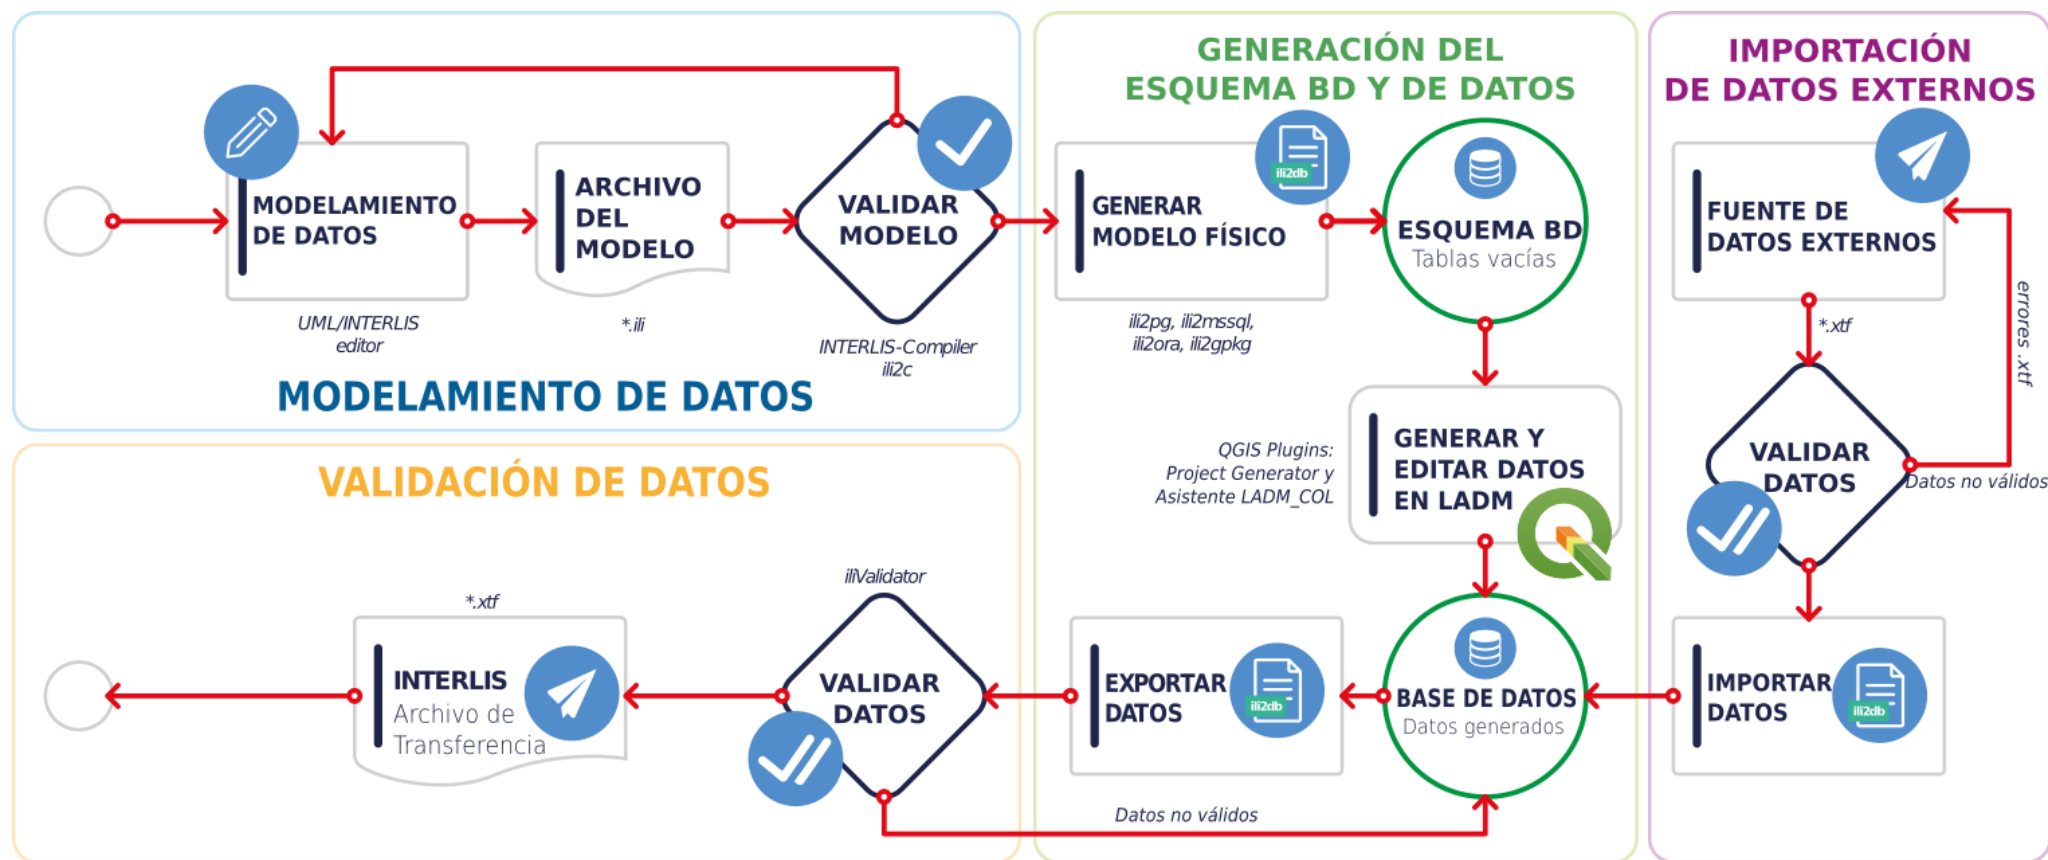 MODELAMIENTO
DE DATOS
UML/INTERLIS
editor
ARCHIVO
DEL
MODELO
*.ili
VALIDAR
MODELO
INTERLIS-Compiler
ili2c
MODELAMIENTO DE DATOS
GENERACIÓN DEL
ESQUEMA BD Y DE DATOS
ili2db
GENERAR
MODELO FÍSICO
ili2pg, ili2mssql,
ili2ora, ili2gpkg
ESQUEMA BD
Tablas vacías
QGIS Plugins:
Project Generator y
Asistente LADM_COL
GENERAR Y
EDITAR DATOS
EN LADM
BASE DE DATOS
Datos generados
EXPORTAR
DATOS
ili2db
IMPORTACIÓN
DE DATOS EXTERNOS
FUENTE DE
DATOS EXTERNOS
*.xtf
errores .xtf
VALIDAR
DATOS
Datos no válidos
IMPORTAR
DATOS
ili2db
VALIDACIÓN DE DATOS
iliValidator
VALIDAR
DATOS
Datos no válidos
*.xtf
INTERLIS
Archivo de
Transferencia